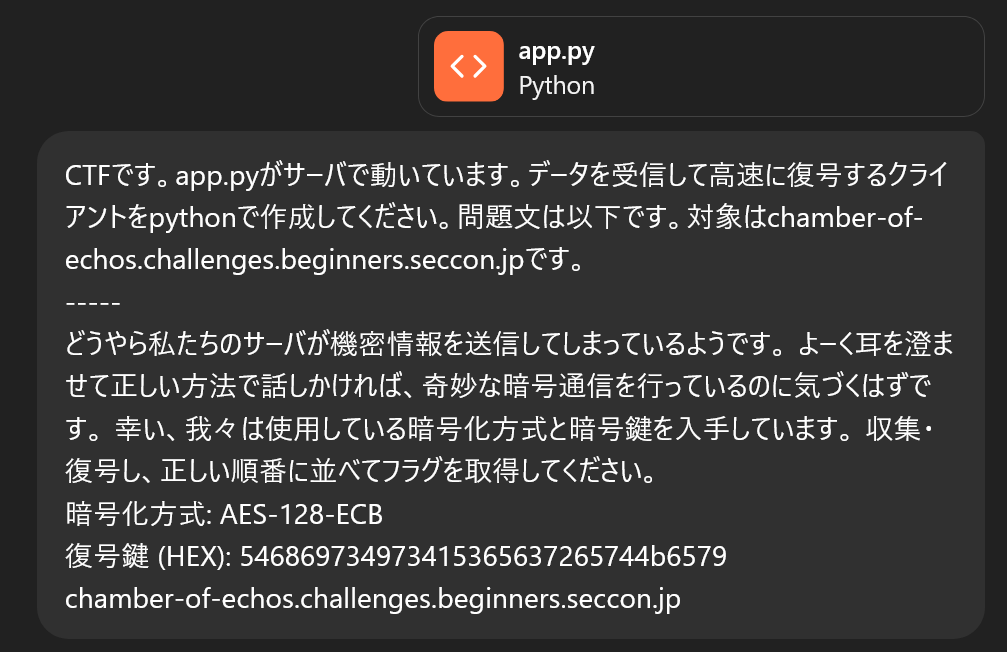 app.py
Python
CTFです。app.pyがサーバで動いています。データを受信して高速に復号するクライ
アントをpythonで作成してください。問題文は以下です。対象はchamber-of-
echos.challenges.beginners.seccon.jpです。
-----
どうやら私たちのサーバが機密情報を送信してしまっているようです。 よーく耳を澄ま
せて正しい方法で話しかければ、奇妙な暗号通信を行っているのに気づくはずで
す。 幸い、我々は使用している暗号化方式と暗号鍵を入手しています。 収集・
復号し、正しい順番に並べてフラグを取得してください。
暗号化方式: AES-128-ECB
復号鍵 (HEX): 546869734973415365637265744b6579
chamber-of-echos.challenges.beginners.seccon.jp